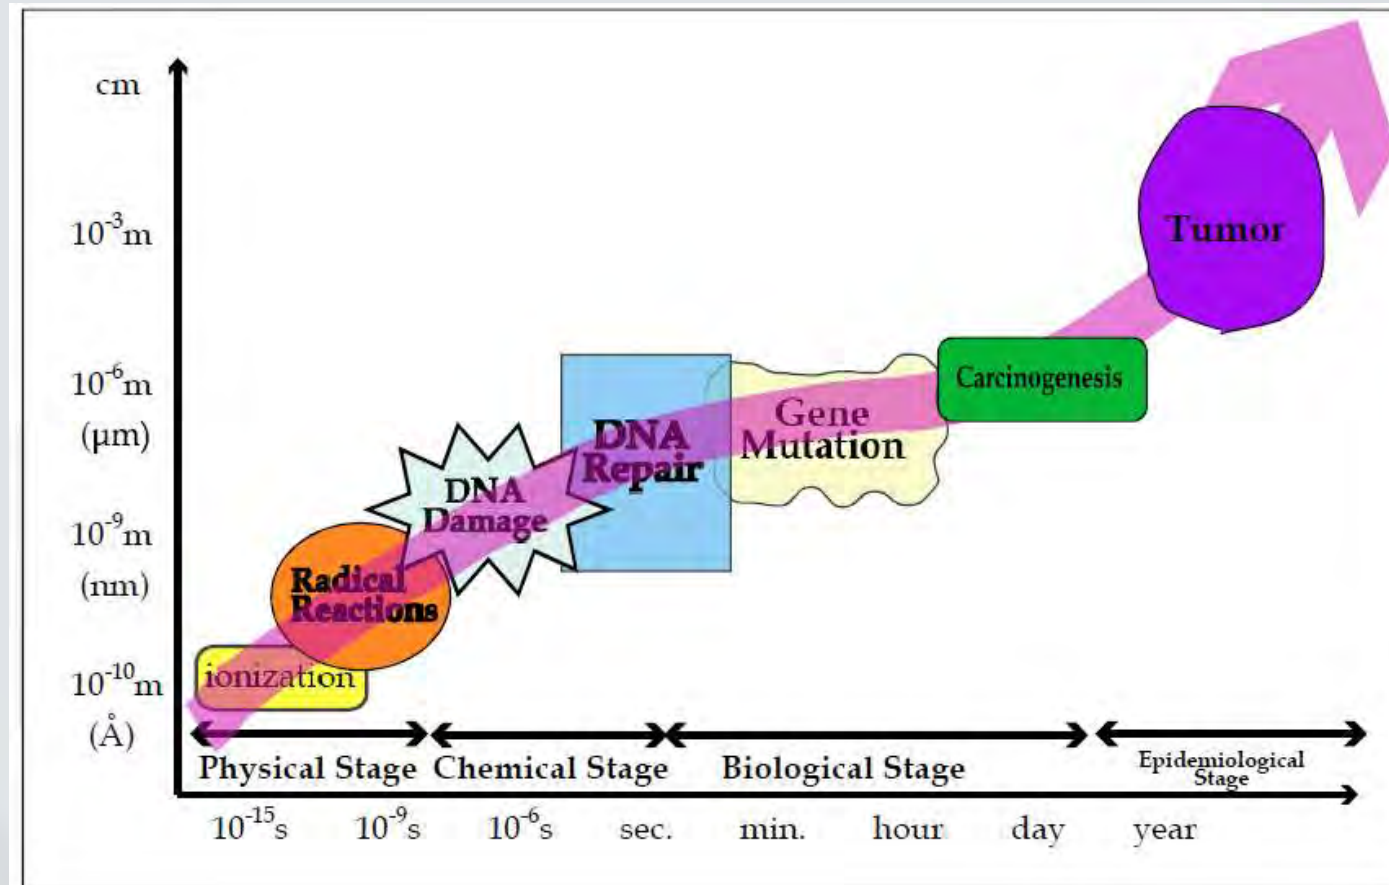 cm
10⁻³m
10⁻⁶m
(μm)
10⁻⁹m
(nm)
10⁻¹⁰m
(Å)
ionization
Radical
Reactions
DNA
Damage
DNA
Repair
Gene
Mutation
Carcinogenesis
Tumor
Physical Stage
Chemical Stage
Biological Stage
Epidemiological
Stage
10⁻¹⁵s 10⁻⁹s 10⁻⁶s sec. min. hour day year